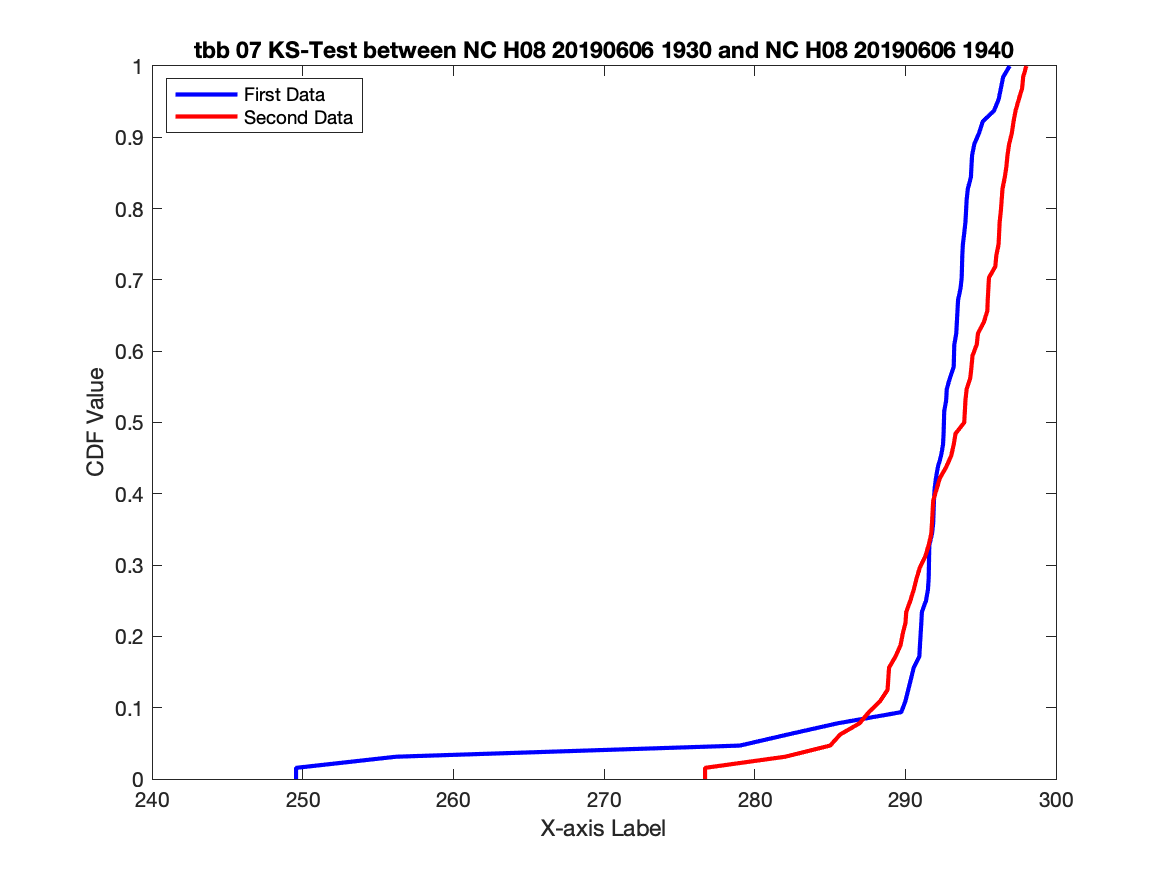 tbb 07 KS-Test between NC H08 20190606 1930 and NC H08 20190606 1940
First Data
Second Data
1
0.9
0.8
0.7
0.6
0.5
0.4
0.3
0.2
0.1
0
CDF Value
240 250 260 270 280 290 300
X-axis Label